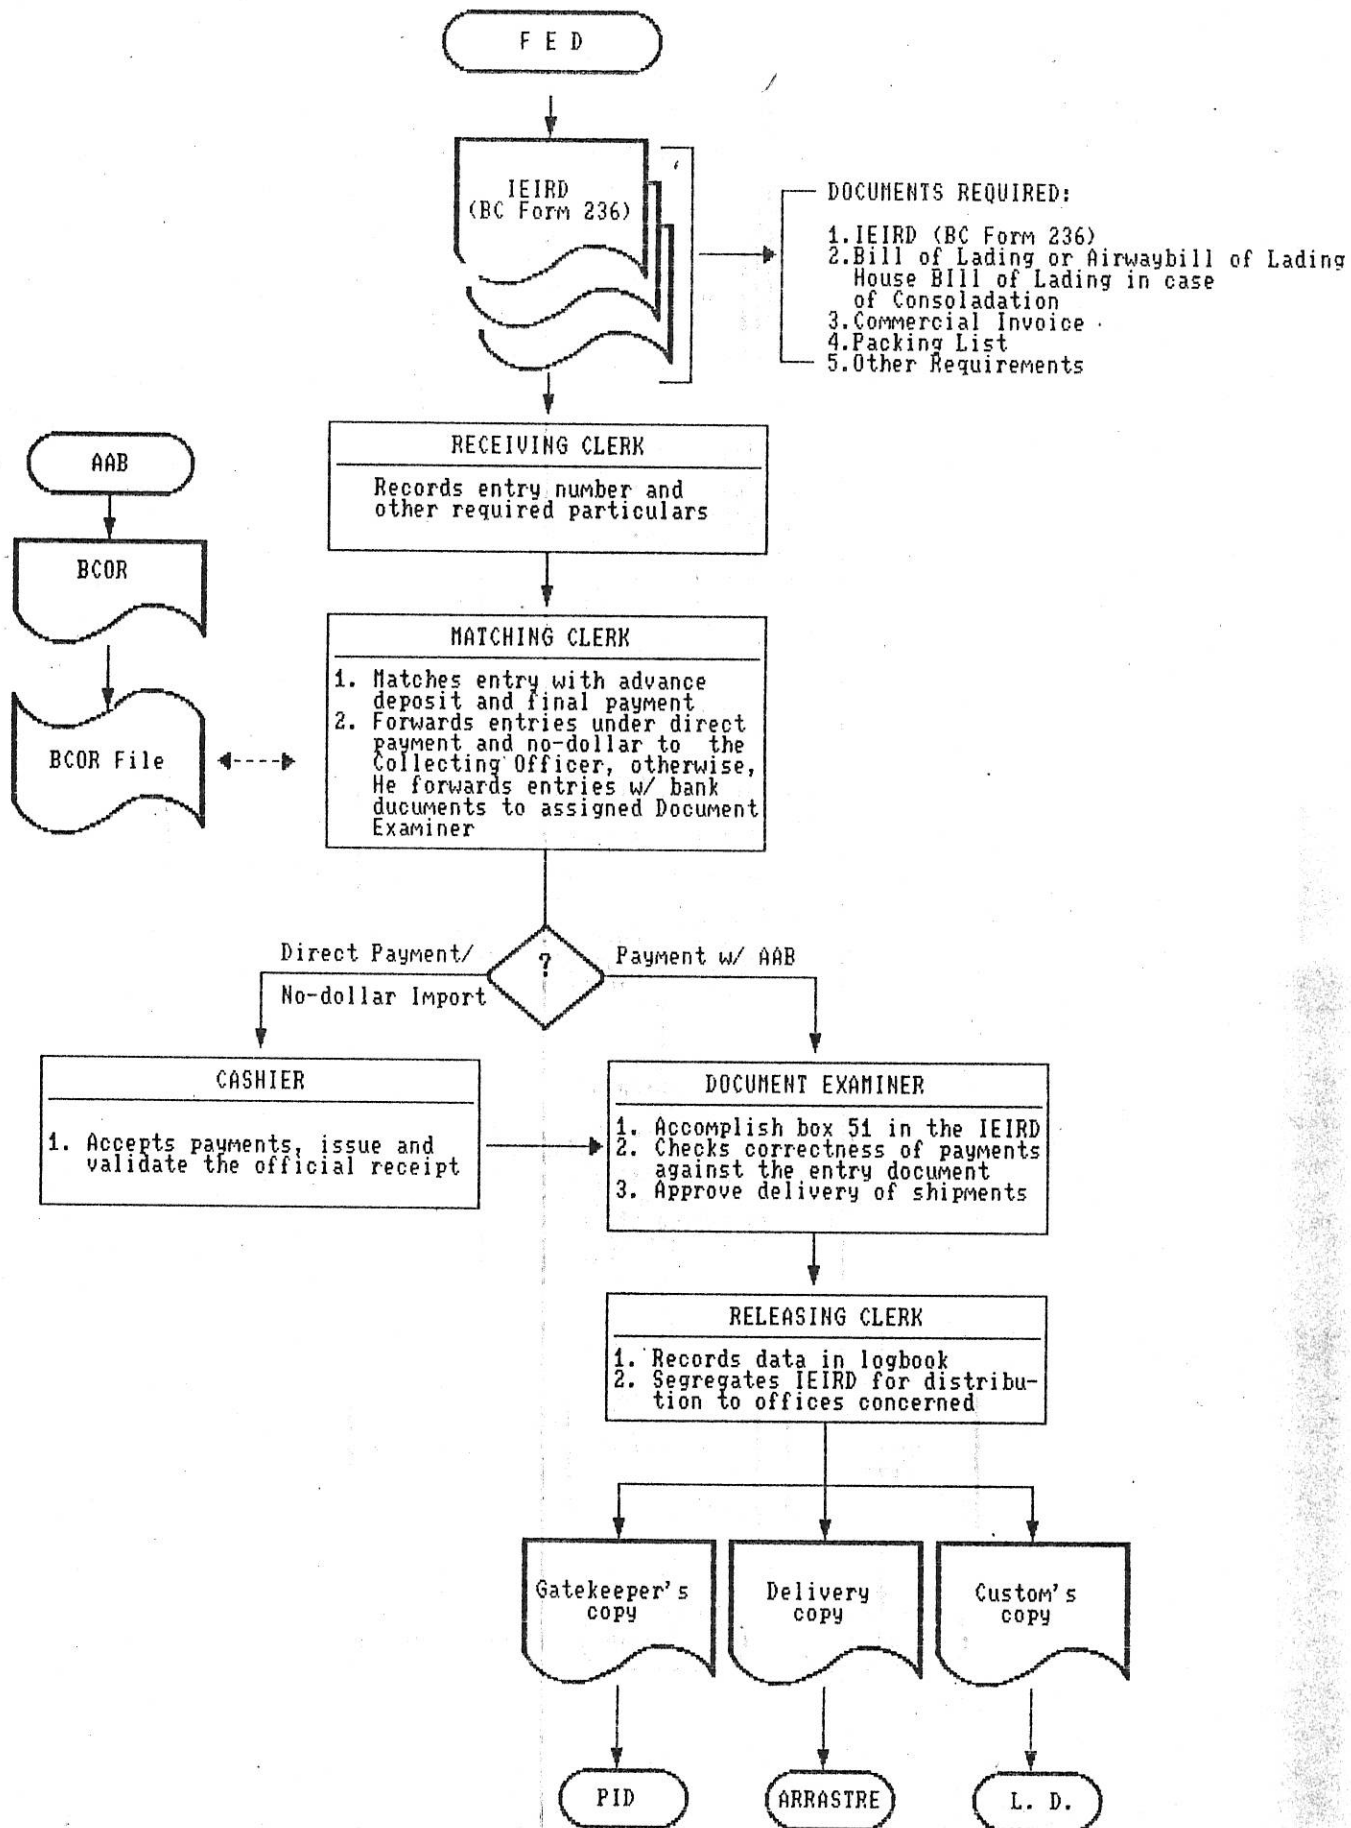 F E D
IEIRD
(BC Form 236)
DOCUMENTS REQUIRED:
1.IEIRD (BC Form 236)
2.Bill of Lading or Airwaybill of Lading
House BIll of Lading in case
of Consoladation
3.Commercial Invoice
4.Packing List
5.Other Requirements
RECEIVING CLERK
Records entry number and
other required particulars
AAB
BCOR
BCOR File
MATCHING CLERK
1. Matches entry with advance
deposit and final payment
2. Forwards entries under direct
payment and no-dollar to the
Collecting Officer, otherwise,
He forwards entries w/ bank
ducuments to assigned Document
Examiner
Direct Payment/
No-dollar Import
?
Payment w/ AAB
CASHIER
1. Accepts payments, issue and
validate the official receipt
DOCUMENT EXAMINER
1. Accomplish box 51 in the IEIRD
2. Checks correctness of payments
against the entry document
3. Approve delivery of shipments
RELEASING CLERK
1. Records data in logbook
2. Segregates IEIRD for distribu-
tion to offices concerned
Gatekeeper's
copy
Delivery
copy
Custom's
copy
PID
ARRASTRE
L. D.